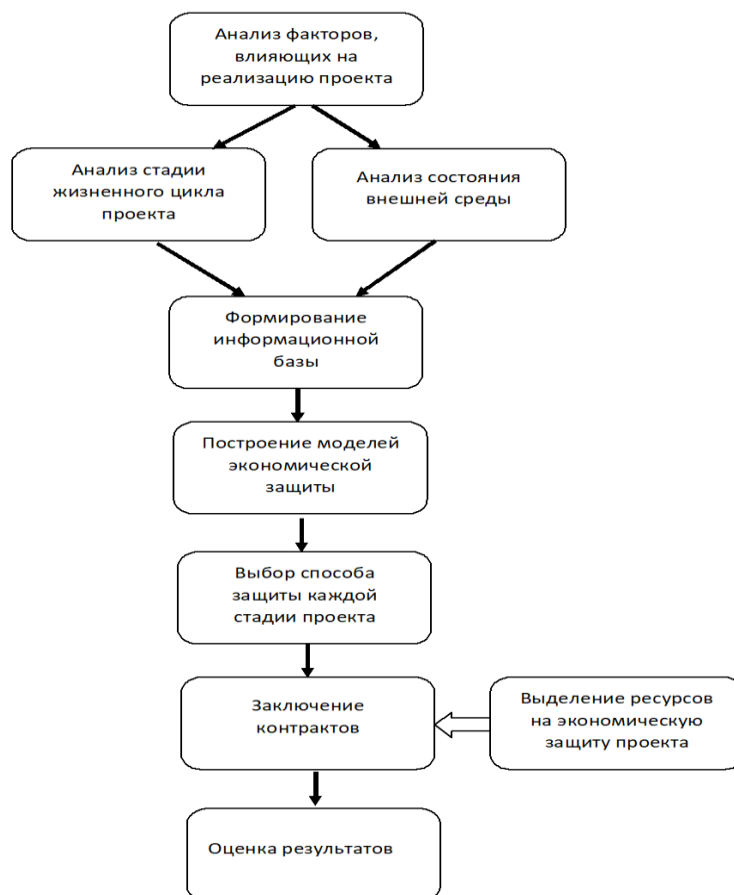 Анализ факторов,
влияющих на
реализацию проекта
Анализ стадии
жизненного цикла
проекта
Анализ состояния
внешней среды
Формирование
информационной
базы
Построение моделей
экономической
защиты
Выбор способа
защиты каждой
стадии проекта
Заключение
контрактов
Выделение ресурсов
на экономическую
защиту проекта
Оценка результатов